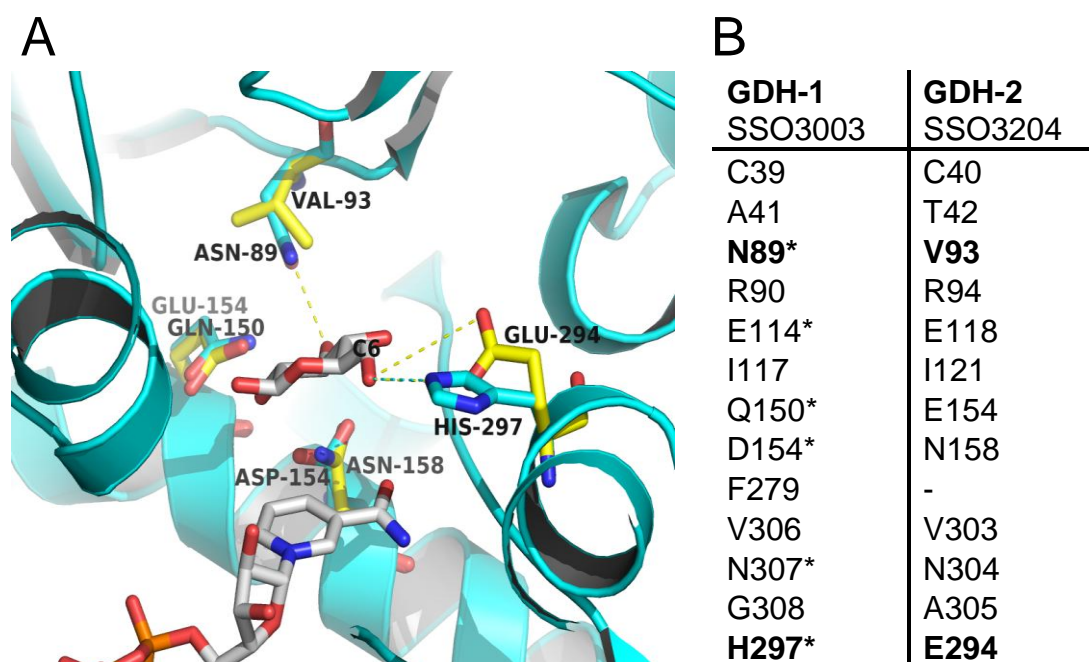 A
VAL-93
ASN-89
GLU-154
GLN-150
C6
GLU-294
HIS-297
ASP-154
ASN-158
B
GDH-1 GDH-2
SSO3003 SSO3204
C39 C40
A41 T42
N89* V93
R90 R94
E114* E118
I117 I121
Q150* E154
D154* N158
F279 -
V306 V303
N307* N304
G308 A305
H297* E294